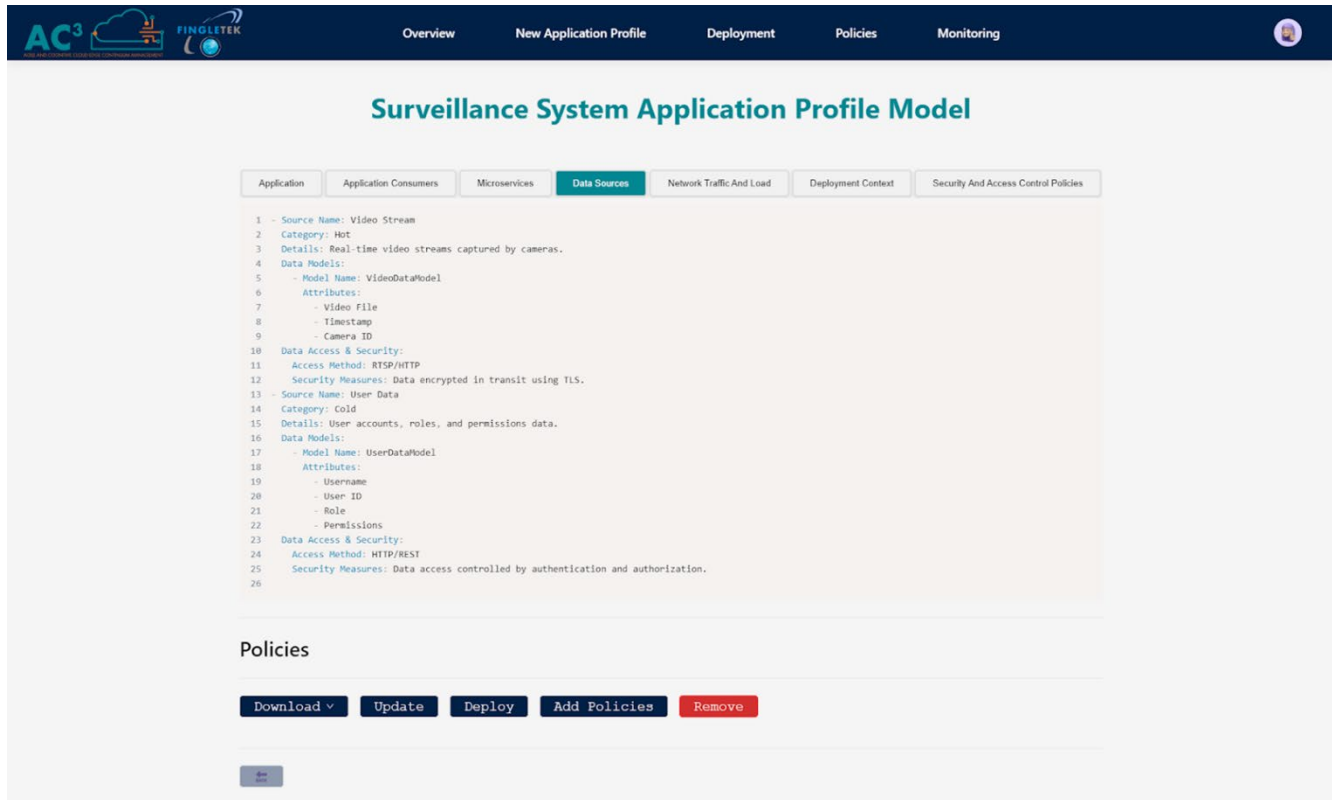 AC³
FINGLETEK
Overview New Application Profile Deployment Policies Monitoring
Surveillance System Application Profile Model
Application Application Consumers Microservices Data Sources Network Traffic And Load Deployment Context Security And Access Control Policies
1 - Source Name: Video Stream
2 Category: Hot
3 Details: Real-time video streams captured by cameras.
4 Data Models:
5 - Model Name: VideoDataModel
6 Attributes:
7 - Video File
8 - Timestamp
9 - Camera ID
10 Data Access & Security:
11 Access Method: RTSP/HTTP
12 Security Measures: Data encrypted in transit using TLS.
13 - Source Name: User Data
14 Category: Cold
15 Details: User accounts, roles, and permissions data.
16 Data Models:
17 - Model Name: UserDataModel
18 Attributes:
19 - Username
20 - User ID
21 - Role
22 - Permissions
23 Data Access & Security:
24 Access Method: HTTP/REST
25 Security Measures: Data access controlled by authentication and authorization.
26
Policies
Download Update Deploy Add Policies Remove